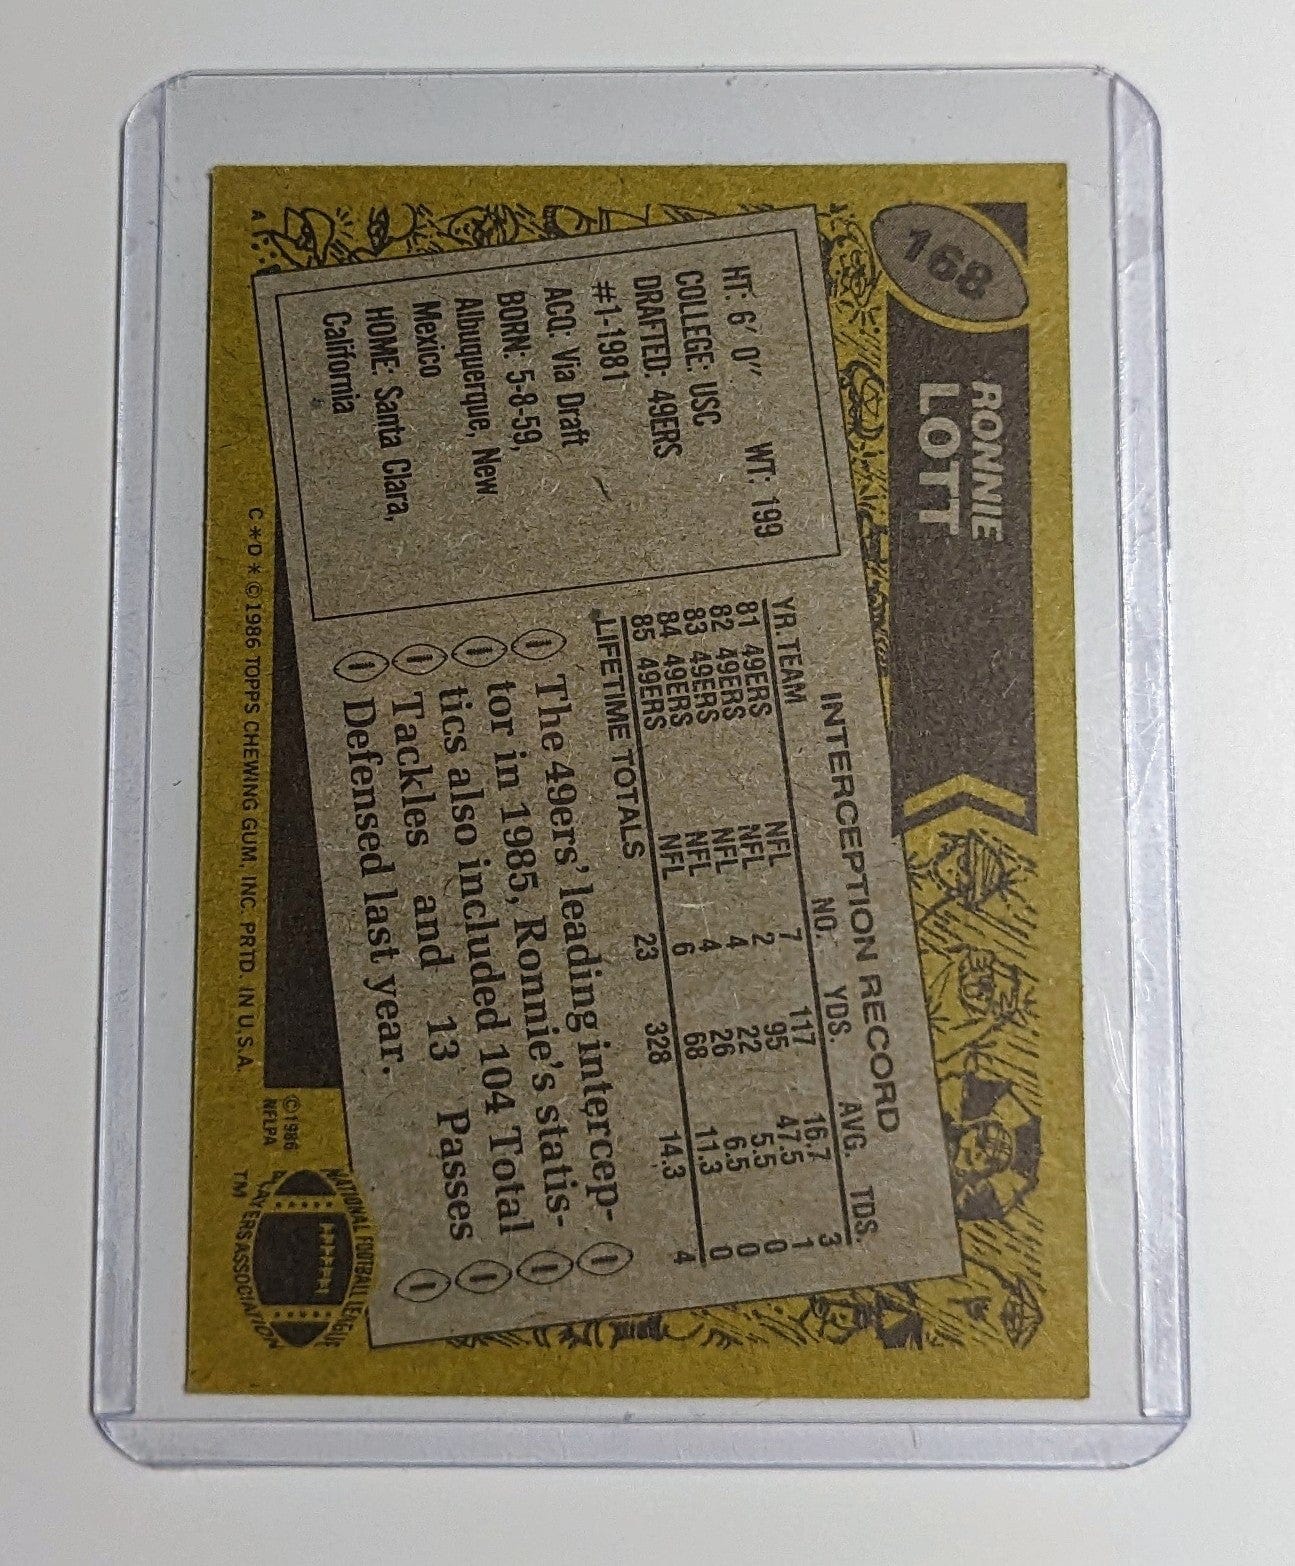 168
RONNIE
LOTT
HT: 6' 0" WT: 199
COLLEGE: USC
DRAFTED: 49ERS
#1-1981
ACQ: Via Draft
BORN: 5-8-59,
Albuquerque, New
Mexico
HOME: Santa Clara,
California
INTERCEPTION RECORD
YR. TEAM NO. YDS. AVG. TDS.
81 49ERS NFL 7 117 16.7 3
82 49ERS NFL 2 95 47.5 1
83 49ERS NFL 4 22 5.5 0
84 49ERS NFL 4 26 6.5 0
85 49ERS NFL 6 68 11.3 0
LIFETIME TOTALS 23 328 14.3 4
The 49ers' leading intercep-
tor in 1985, Ronnie's statis-
tics also included 104 Total
Tackles and 13 Passes
Defensed last year.
A
C * D * © 1986 TOPPS CHEWING GUM, INC. PRTD. IN U.S.A.
© 1986
NFLPA
NATIONAL FOOTBALL LEAGUE
PLAYERS ASSOCIATION
TM